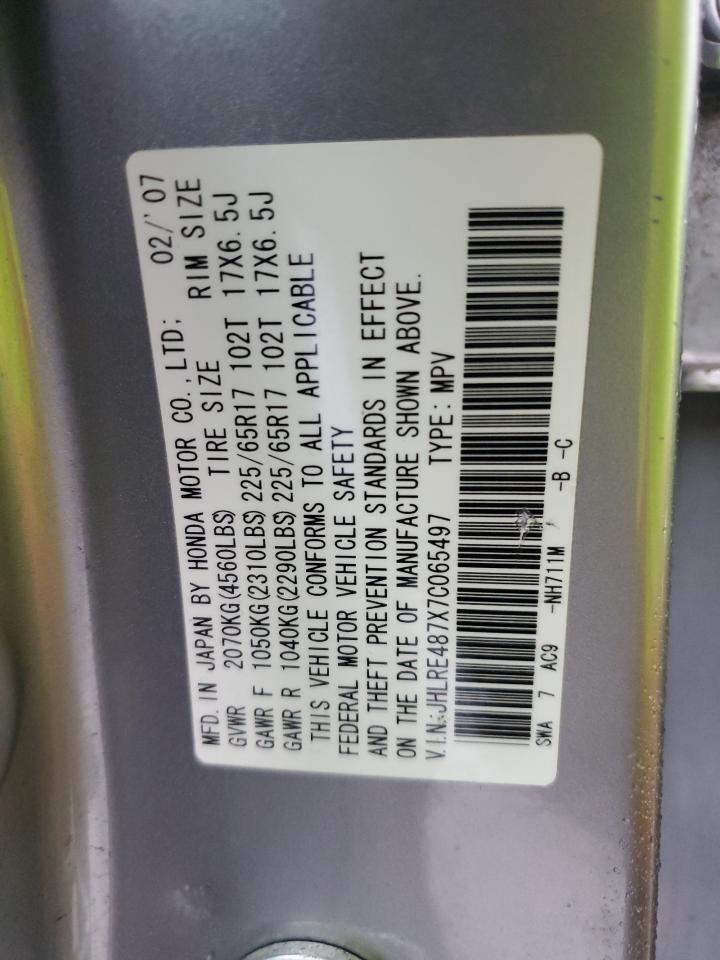 MFD. IN JAPAN BY HONDA MOTOR CO., LTD; 02/'07
GVWR 2070KG(4560LBS) TIRE SIZE RIM SIZE
GAWR F 1050KG(2310LBS) 225/65R17 102T 17X6.5J
GAWR R 1040KG(2290LBS) 225/65R17 102T 17X6.5J
THIS VEHICLE CONFORMS TO ALL APPLICABLE
FEDERAL MOTOR VEHICLE SAFETY
AND THEFT PREVENTION STANDARDS IN EFFECT
ON THE DATE OF MANUFACTURE SHOWN ABOVE.
V.I.N.:JHLRE487X7C065497 TYPE: MPV
SWA 7 AC9 -NH711M -B -C